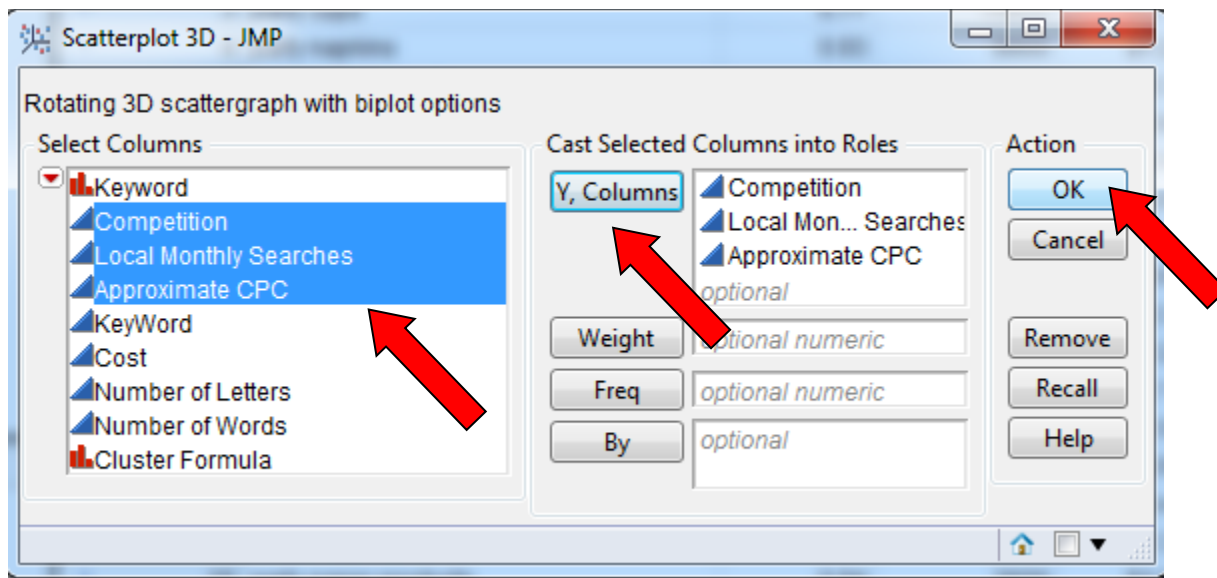 Scatterplot 3D - JMP
Rotating 3D scattergraph with biplot options
Select Columns
Keyword
Competition
Local Monthly Searches
Approximate CPC
KeyWord
Cost
Number of Letters
Number of Words
Cluster Formula
Cast Selected Columns into Roles
Y, Columns
Competition
Local Mon... Searches
Approximate CPC
optional
Weight
optional numeric
Freq
optional numeric
By
optional
Action
OK
Cancel
Remove
Recall
Help